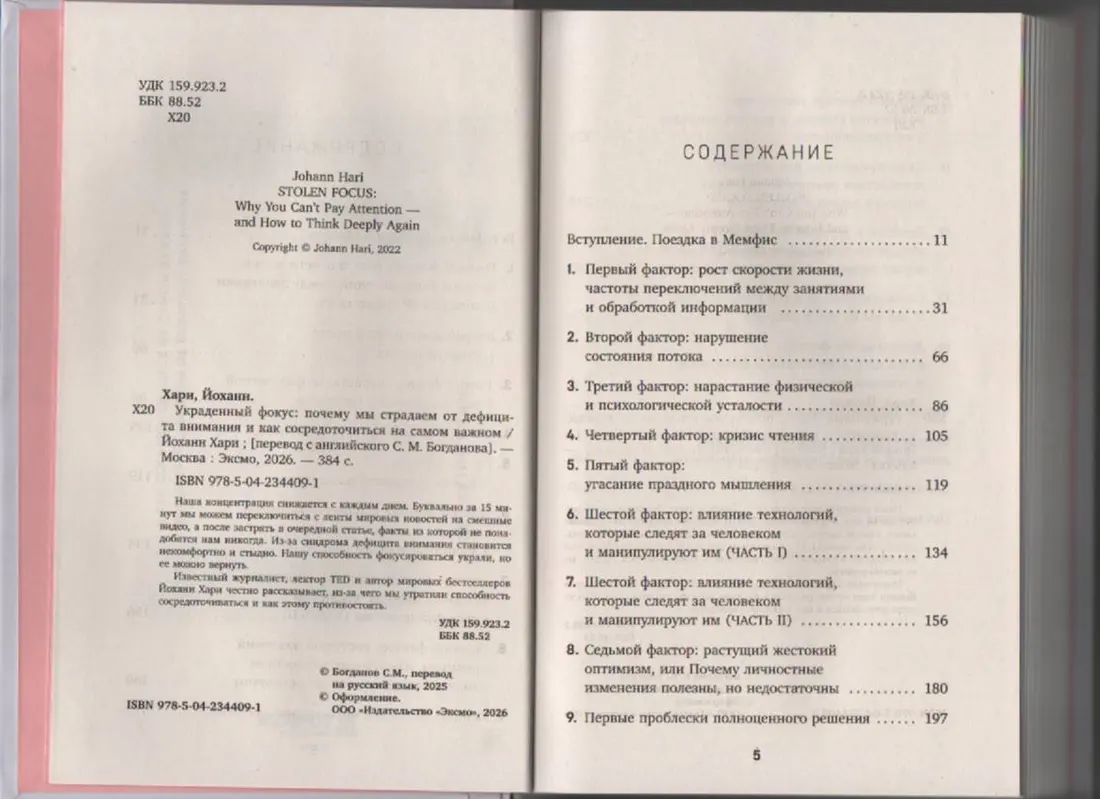 УДК 159.923.2
ББК 88.52
Х20
Johann Hari
STOLEN FOCUS:
Why You Can't Pay Attention —
and How to Think Deeply Again
Copyright © Johann Hari, 2022
Хари, Йоханн.
Х20 Украденный фокус: почему мы страдаем от дефици-
та внимания и как сосредоточиться на самом важном /
Йоханн Хари ; [перевод с английского С. М. Богданова]. —
Москва : Эксмо, 2026. — 384 с.
ISBN 978-5-04-234409-1
Наша концентрация снижается с каждым днем. Буквально за 15 ми-
нут мы можем переключиться с ленты мировых новостей на смешные
видео, а после застрять в очередной статье, факты из которой не пона-
добятся нам никогда. Из-за синдрома дефицита внимания становится
некомфортно и стыдно. Нашу способность фокусироваться украли, но
ее можно вернуть.
Известный журналист, лектор TED и автор мировых бестселлеров
Йоханн Хари честно рассказывает, из-за чего мы утратили способность
сосредоточиваться и как этому противостоять.
УДК 159.923.2
ББК 88.52
© Богданов С.М., перевод
на русский язык, 2025
© Оформление.
ООО «Издательство «Эксмо», 2026
ISBN 978-5-04-234409-1
СОДЕРЖАНИЕ
Вступление. Поездка в Мемфис .................... 11
1. Первый фактор: рост скорости жизни,
частоты переключений между занятиями
и обработкой информации .................... 31
2. Второй фактор: нарушение
состояния потока .................... 66
3. Третий фактор: нарастание физической
и психологической усталости .................... 86
4. Четвертый фактор: кризис чтения .............. 105
5. Пятый фактор:
угасание праздного мышления ................ 119
6. Шестой фактор: влияние технологий,
которые следят за человеком
и манипулируют им (ЧАСТЬ I) ................ 134
7. Шестой фактор: влияние технологий,
которые следят за человеком
и манипулируют им (ЧАСТЬ II) ................ 156
8. Седьмой фактор: растущий жестокий
оптимизм, или Почему личностные
изменения полезны, но недостаточны ......... 180
9. Первые проблески полноценного решения ...... 197
5